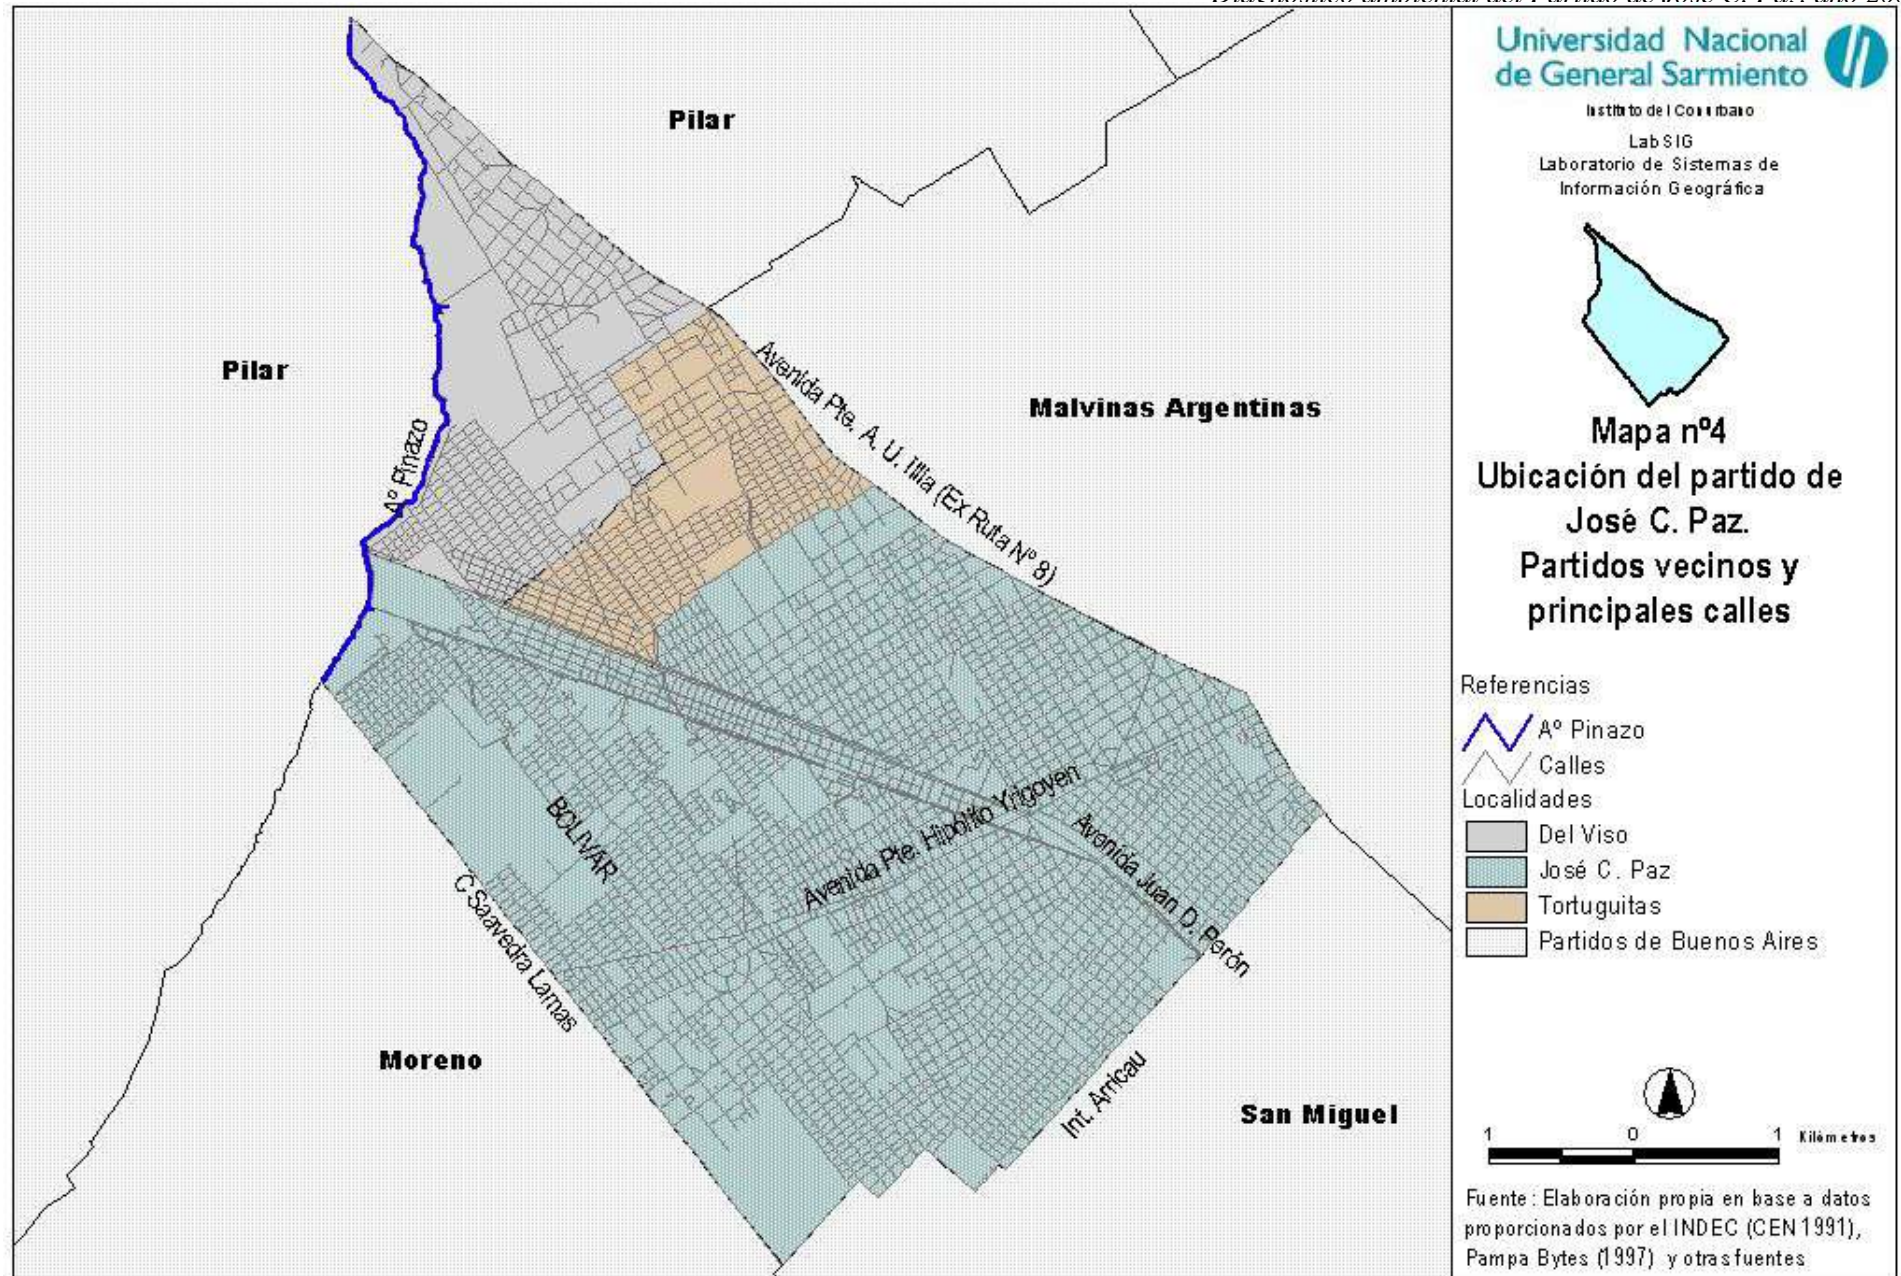 Universidad Nacional
de General Sarmiento
Instituto del Conurbano
LabSIG
Laboratorio de Sistemas de
Información Geográfica
Mapa nº4
Ubicación del partido de
José C. Paz.
Partidos vecinos y
principales calles
Referencias
Aº Pinazo
Calles
Localidades
Del Viso
José C. Paz
Tortuguitas
Partidos de Buenos Aires
1 0 1 Kilómetros
Fuente: Elaboración propia en base a datos
proporcionados por el INDEC (CEN 1991),
Pampa Bytes (1997) y otras fuentes
Pilar
Pilar
Malvinas Argentinas
Moreno
San Miguel
Aº Pinazo
Avenida Pte. A. U. Illia (Ex Ruta Nº 8)
BOLIVAR
Avenida Pte. Hipólito Yrigoyen
Avenida Juan D. Perón
C Saavedra Lamas
Int. Arricau